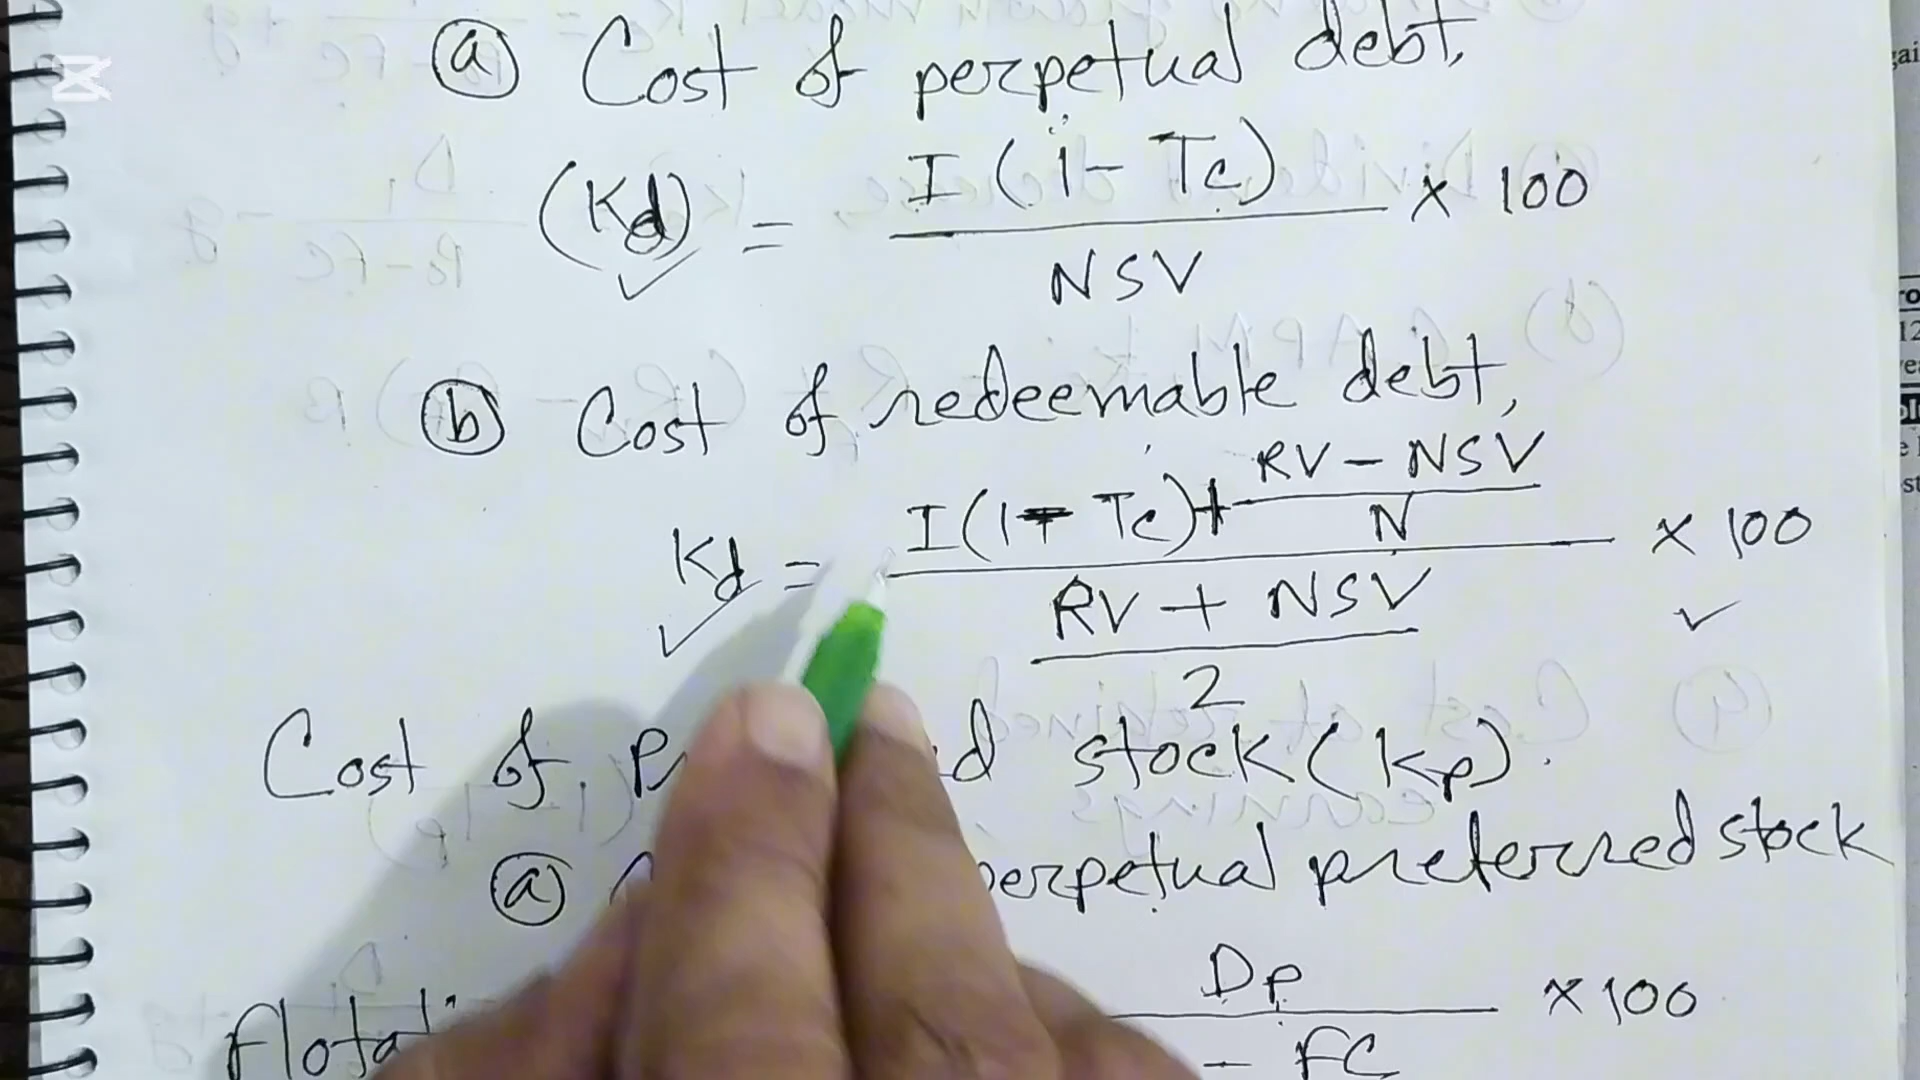 (a) Cost of perpetual debt,
(Kd) = I (1 - Tc) / NSV × 100
(b) Cost of redeemable debt,
Kd = I (1 - Tc) + (RV - NSV) / N
/ (RV + NSV) / 2 × 100
Cost of stock (Kp).
(a) perpetual preferred stock
Dp / - FC × 100